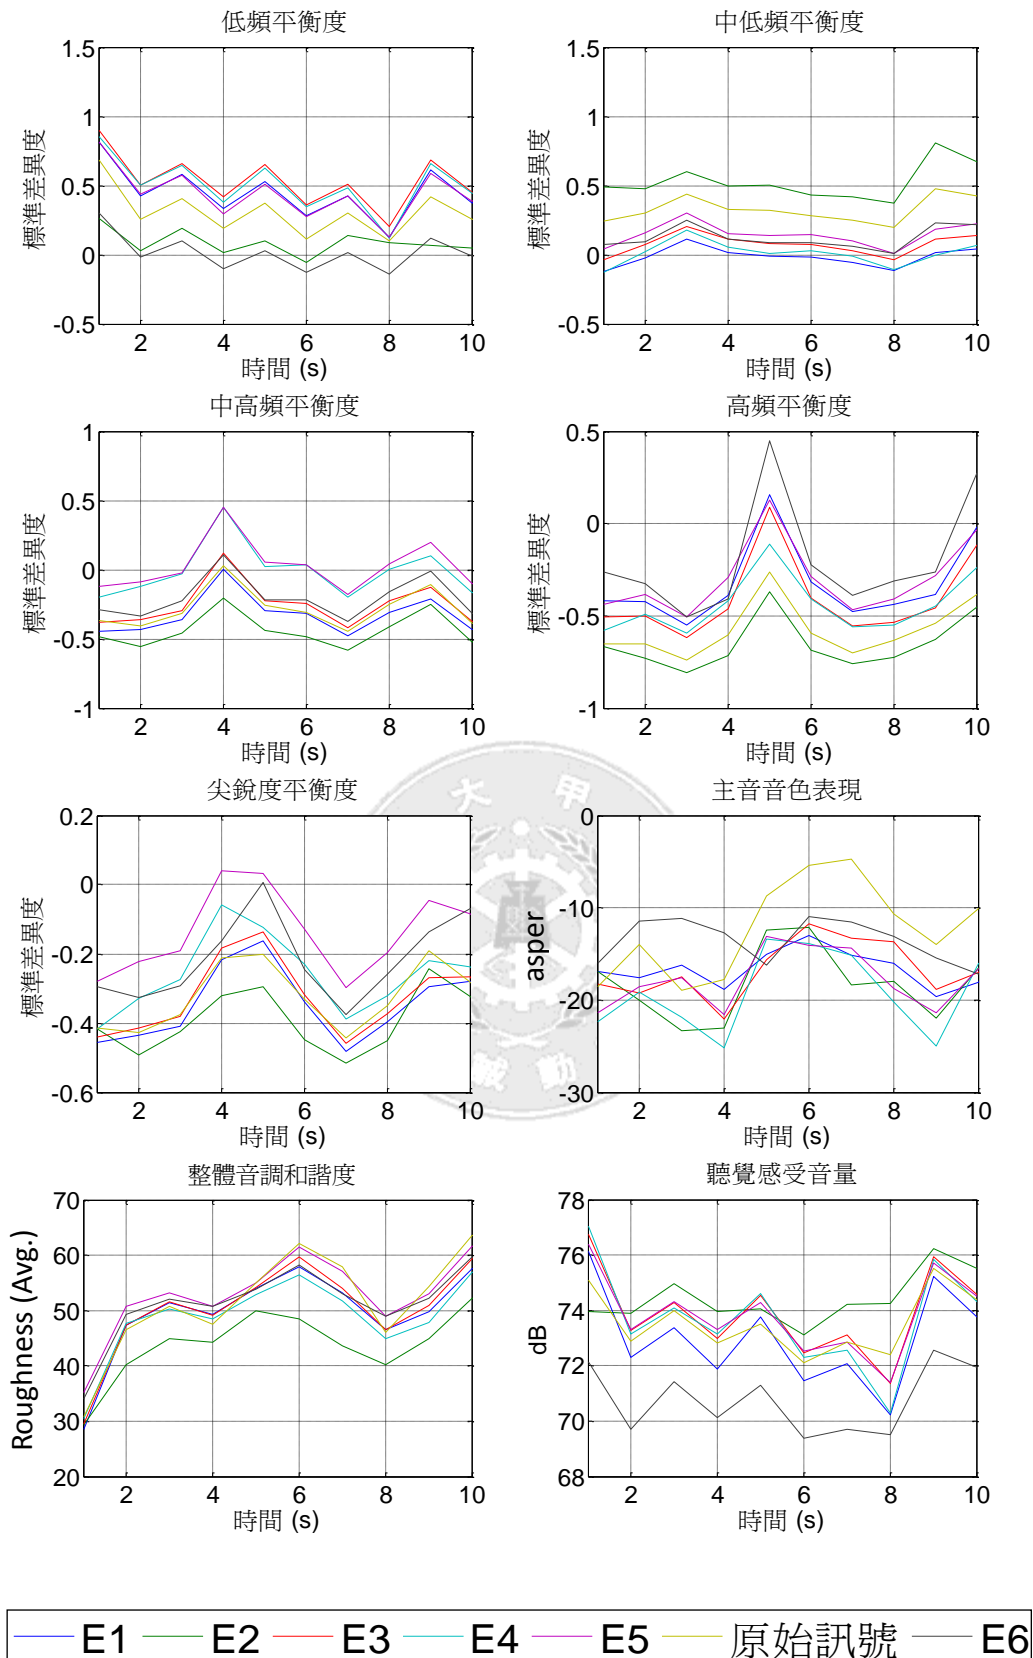 低頻平衡度
中低頻平衡度
1.5
1
0.5
0
-0.5
標準差異度
2 4 6 8 10
時間 (s)
1.5
1
0.5
0
-0.5
標準差異度
2 4 6 8 10
時間 (s)
中高頻平衡度
高頻平衡度
1
0.5
0
-0.5
-1
標準差異度
2 4 6 8 10
時間 (s)
0.5
0
-0.5
-1
標準差異度
2 4 6 8 10
時間 (s)
大 甲
尖銳度平衡度
主音音色表現
0.2
0
-0.2
-0.4
-0.6
標準差異度
2 4 6 8 10
時間 (s)
0
-10
-20
-30
asper
2 4 6 8 10
時間 (s)
整體音調和諧度
聽覺感受音量
70
60
50
40
30
20
Roughness (Avg.)
2 4 6 8 10
時間 (s)
78
76
74
72
70
68
dB
2 4 6 8 10
時間 (s)
E1 E2 E3 E4 E5 原始訊號 E6